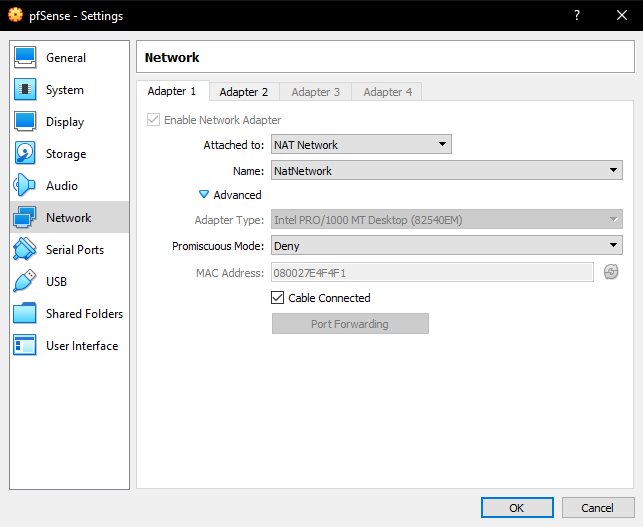 pfSense - Settings
?
General
System
Display
Storage
Audio
Network
Serial Ports
USB
Shared Folders
User Interface
Network
Adapter 1 Adapter 2 Adapter 3 Adapter 4
Enable Network Adapter
Attached to: NAT Network
Name: NatNetwork
Advanced
Adapter Type: Intel PRO/1000 MT Desktop (82540EM)
Promiscuous Mode: Deny
MAC Address: 080027E4F4F1
Cable Connected
Port Forwarding
OK Cancel